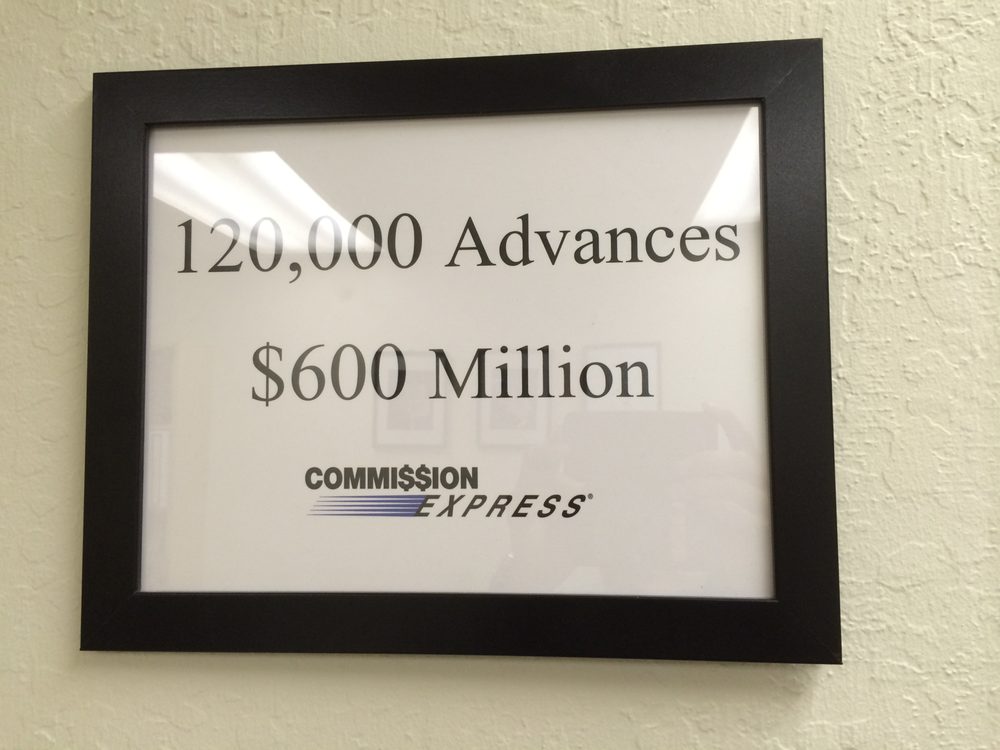 120,000 Advances
$600 Million
COMMI$$ION
EXPRESS®